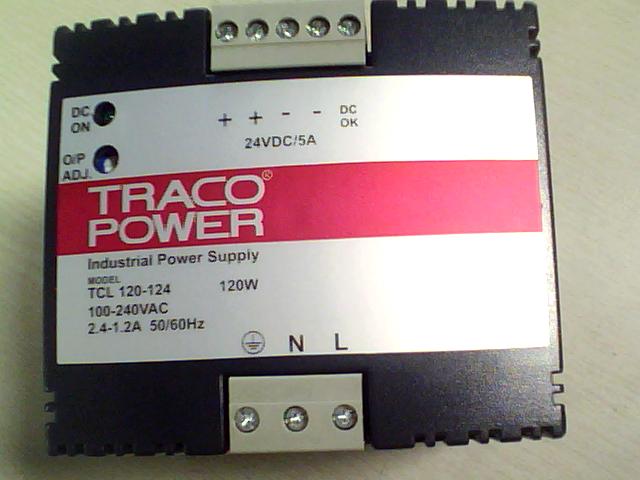 DC ON
+ + - - DC OK
24VDC/5A
O/P ADJ.
TRACO®
POWER
Industrial Power Supply
MODEL
TCL 120-124 120W
100-240VAC
2.4-1.2A 50/60Hz
N L